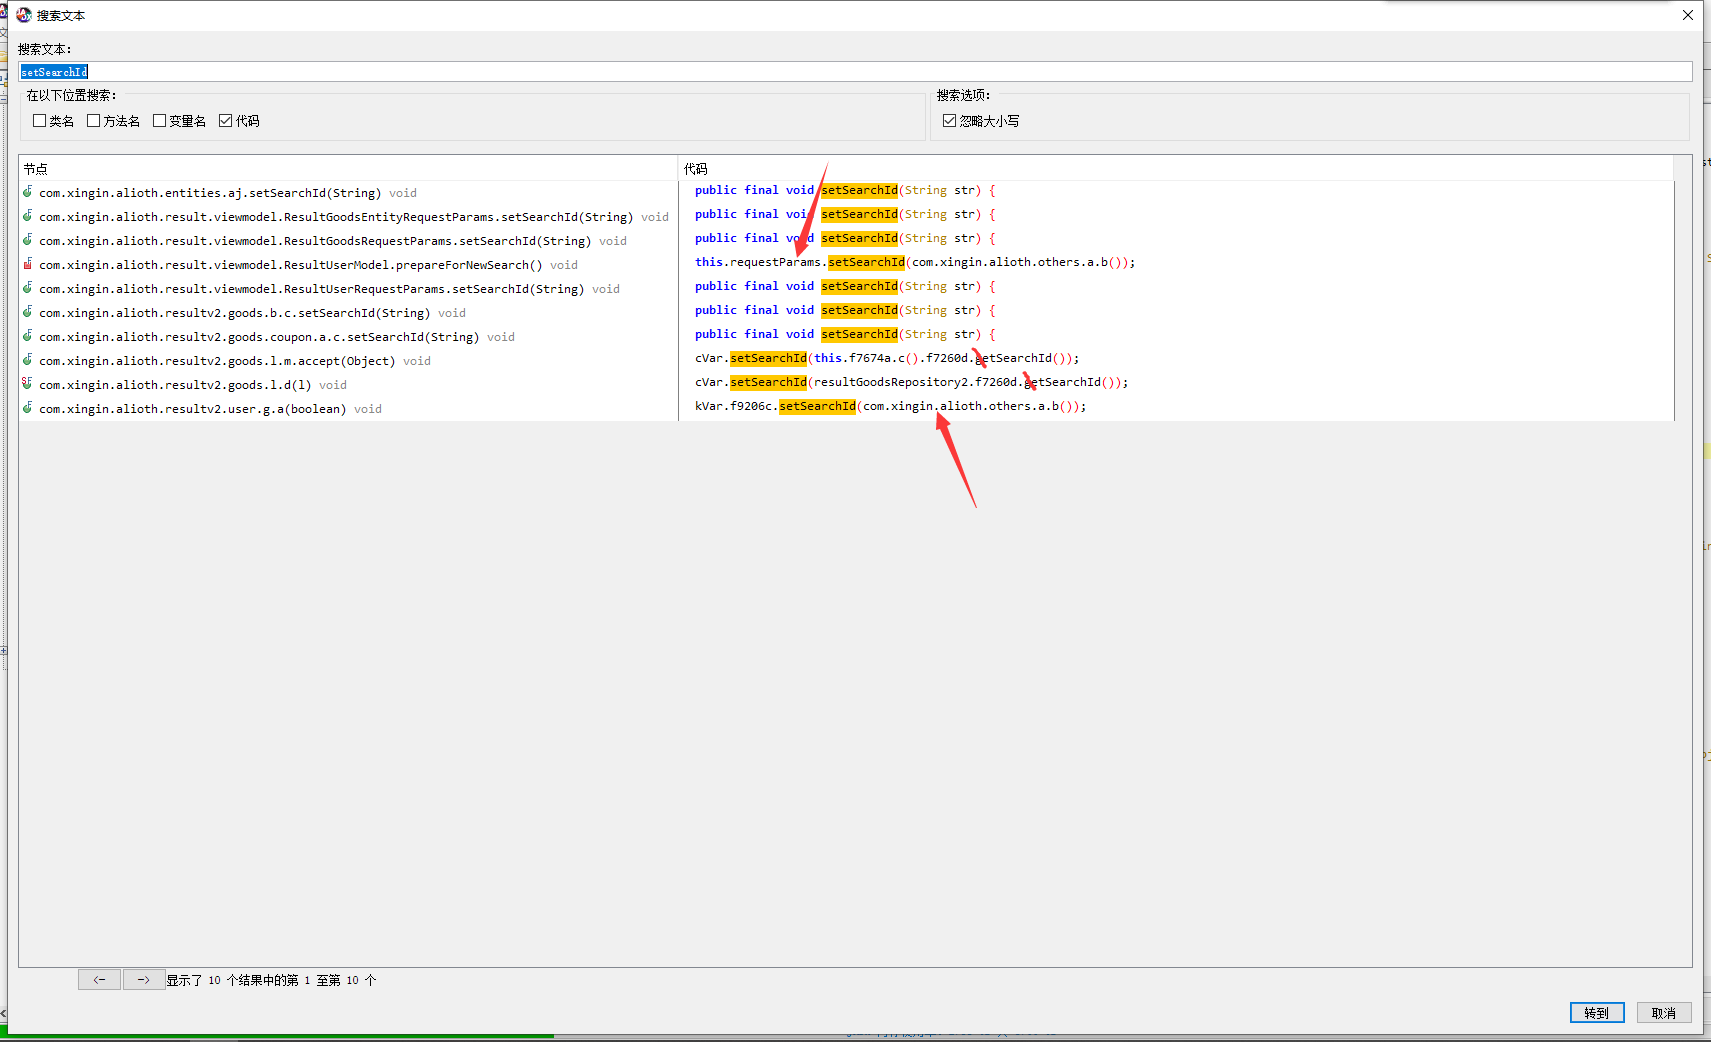 搜索文本
搜索文本：
setSearchId
在以下位置搜索：
类名 方法名 变量名 代码
搜索选项：
忽略大小写
节点 代码
com.xingin.alioth.entities.aj.setSearchId(String) void public final void setSearchId(String str) {
com.xingin.alioth.result.viewmodel.ResultGoodsEntityRequestParams.setSearchId(String) void public final void setSearchId(String str) {
com.xingin.alioth.result.viewmodel.ResultGoodsRequestParams.setSearchId(String) void public final void setSearchId(String str) {
com.xingin.alioth.result.viewmodel.ResultUserModel.prepareForNewSearch() void this.requestParams.setSearchId(com.xingin.alioth.others.a.b());
com.xingin.alioth.result.viewmodel.ResultUserRequestParams.setSearchId(String) void public final void setSearchId(String str) {
com.xingin.alioth.resultv2.goods.b.c.setSearchId(String) void public final void setSearchId(String str) {
com.xingin.alioth.resultv2.goods.coupon.a.c.setSearchId(String) void public final void setSearchId(String str) {
com.xingin.alioth.resultv2.goods.l.m.accept(Object) void cVar.setSearchId(this.f7674a.c().f7260d.getSearchId());
com.xingin.alioth.resultv2.goods.l.d(l) void cVar.setSearchId(resultGoodsRepository2.f7260d.getSearchId());
com.xingin.alioth.resultv2.user.g.a(boolean) void kVar.f9206c.setSearchId(com.xingin.alioth.others.a.b());
<- -> 显示了 10 个结果中的第 1 至第 10 个
转到 取消